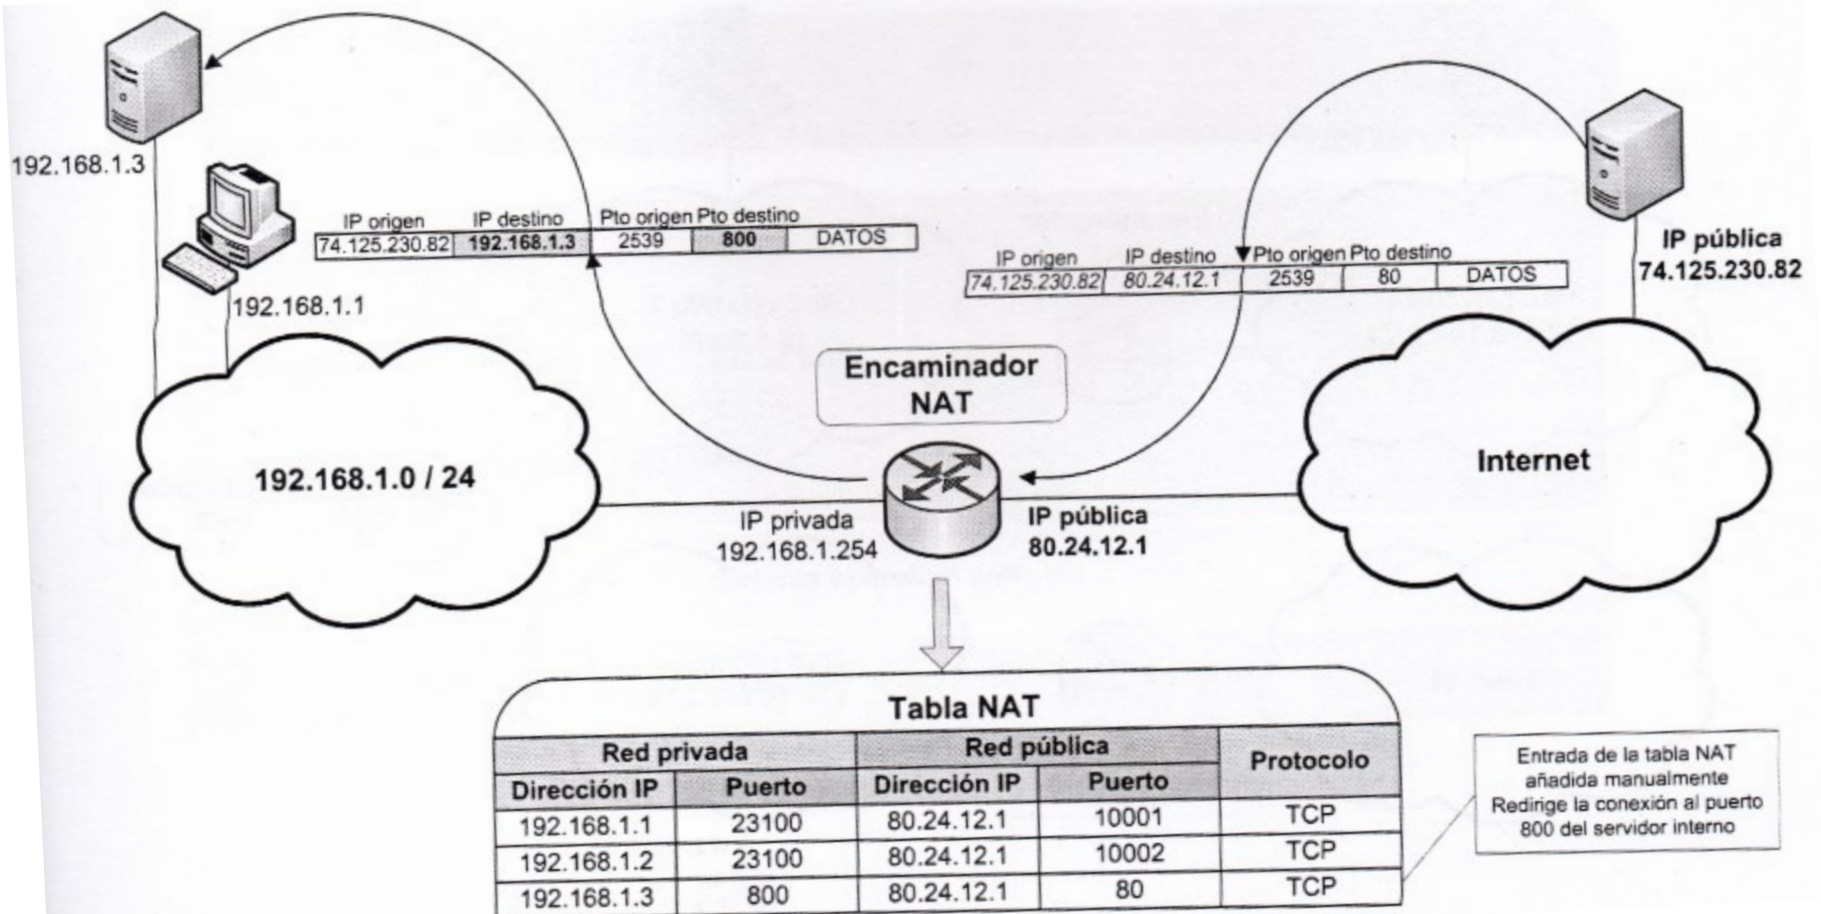 192.168.1.3
192.168.1.1
IP origen IP destino Pto origen Pto destino
74.125.230.82 192.168.1.3 2539 800 DATOS
IP origen IP destino Pto origen Pto destino
74.125.230.82 80.24.12.1 2539 80 DATOS
IP pública
74.125.230.82
Encaminador
NAT
192.168.1.0 / 24
Internet
IP privada
192.168.1.254
IP pública
80.24.12.1
Tabla NAT
Red privada Red pública Protocolo
Dirección IP Puerto Dirección IP Puerto
192.168.1.1 23100 80.24.12.1 10001 TCP
192.168.1.2 23100 80.24.12.1 10002 TCP
192.168.1.3 800 80.24.12.1 80 TCP
Entrada de la tabla NAT
añadida manualmente
Redirige la conexión al puerto
800 del servidor interno